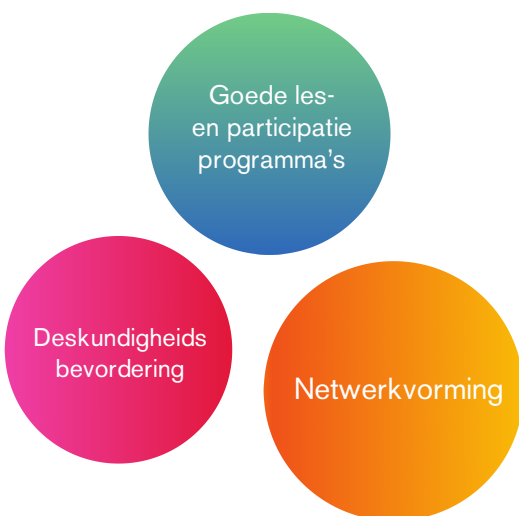 Goede les-
en participatie
programma's
Deskundigheids
bevordering
Netwerkvorming